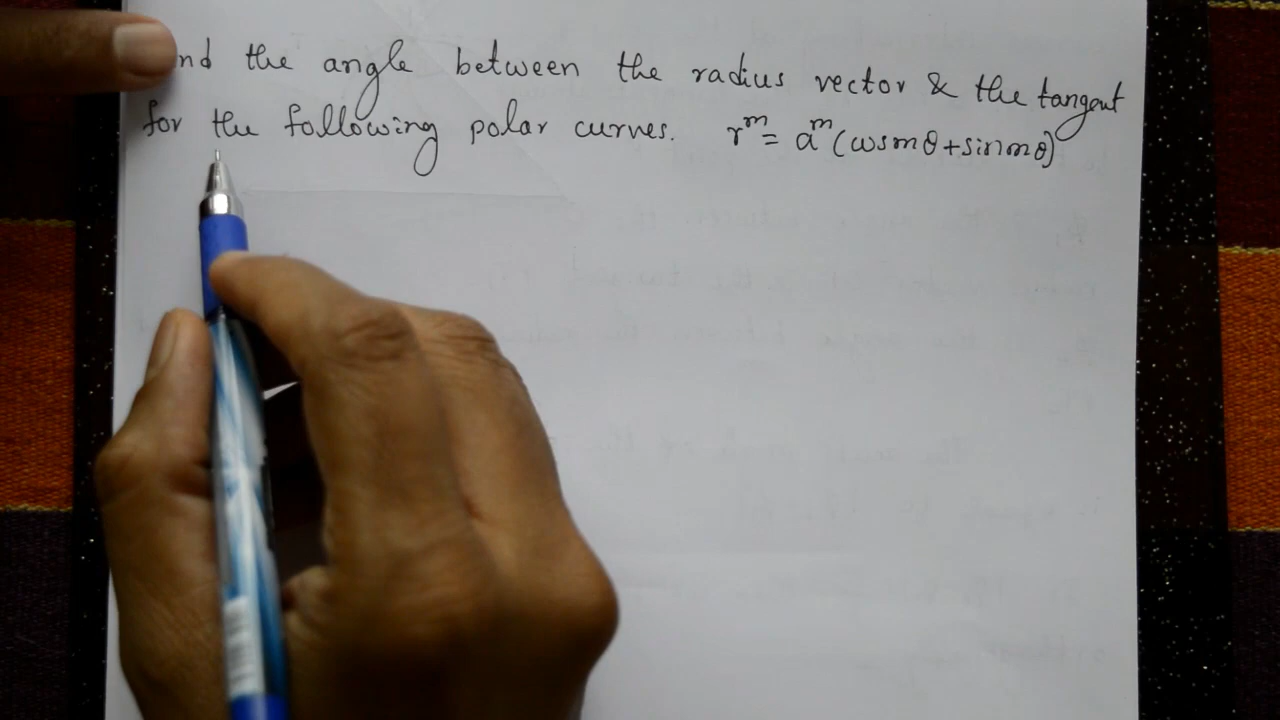 nd the angle between the radius vector & the tangent
for the following polar curves. r^m = a^m (cosmθ+sinmθ)